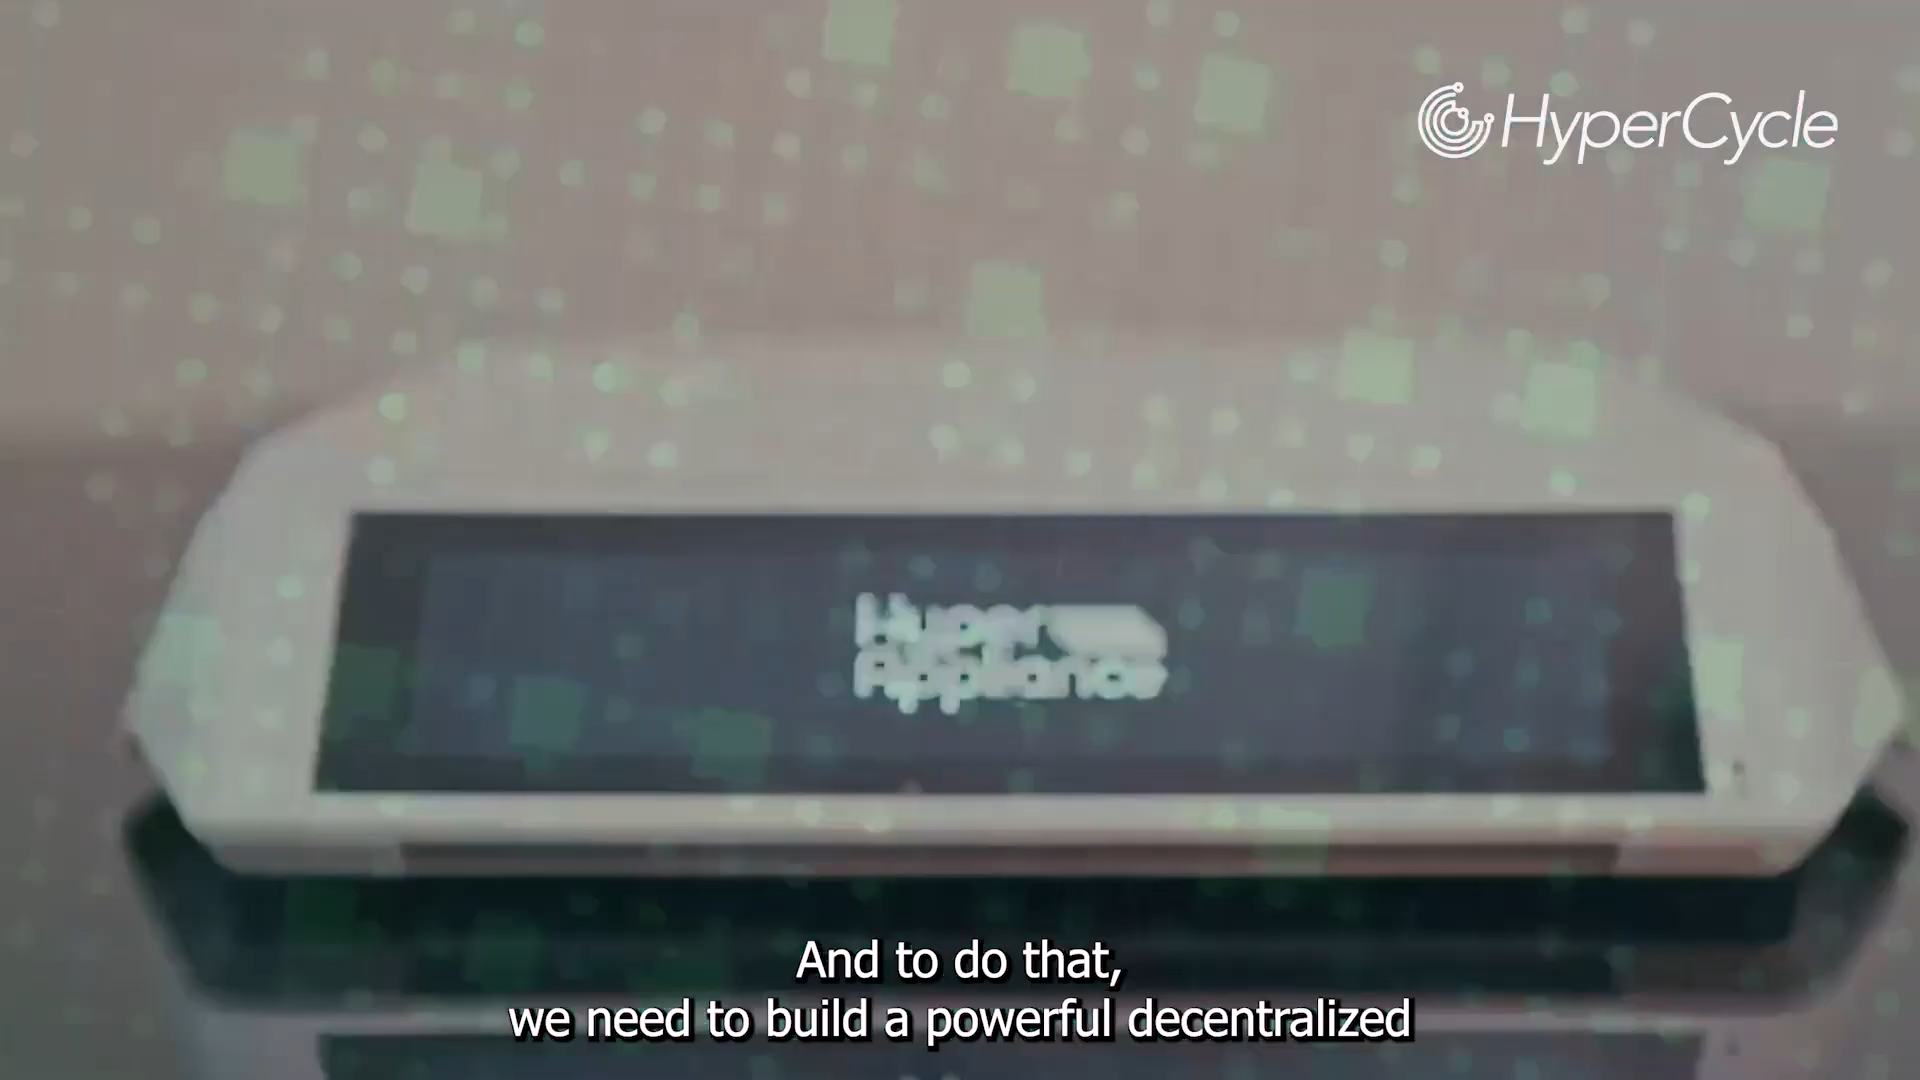 HyperCycle
Hyper
Appliance
And to do that,
we need to build a powerful decentralized